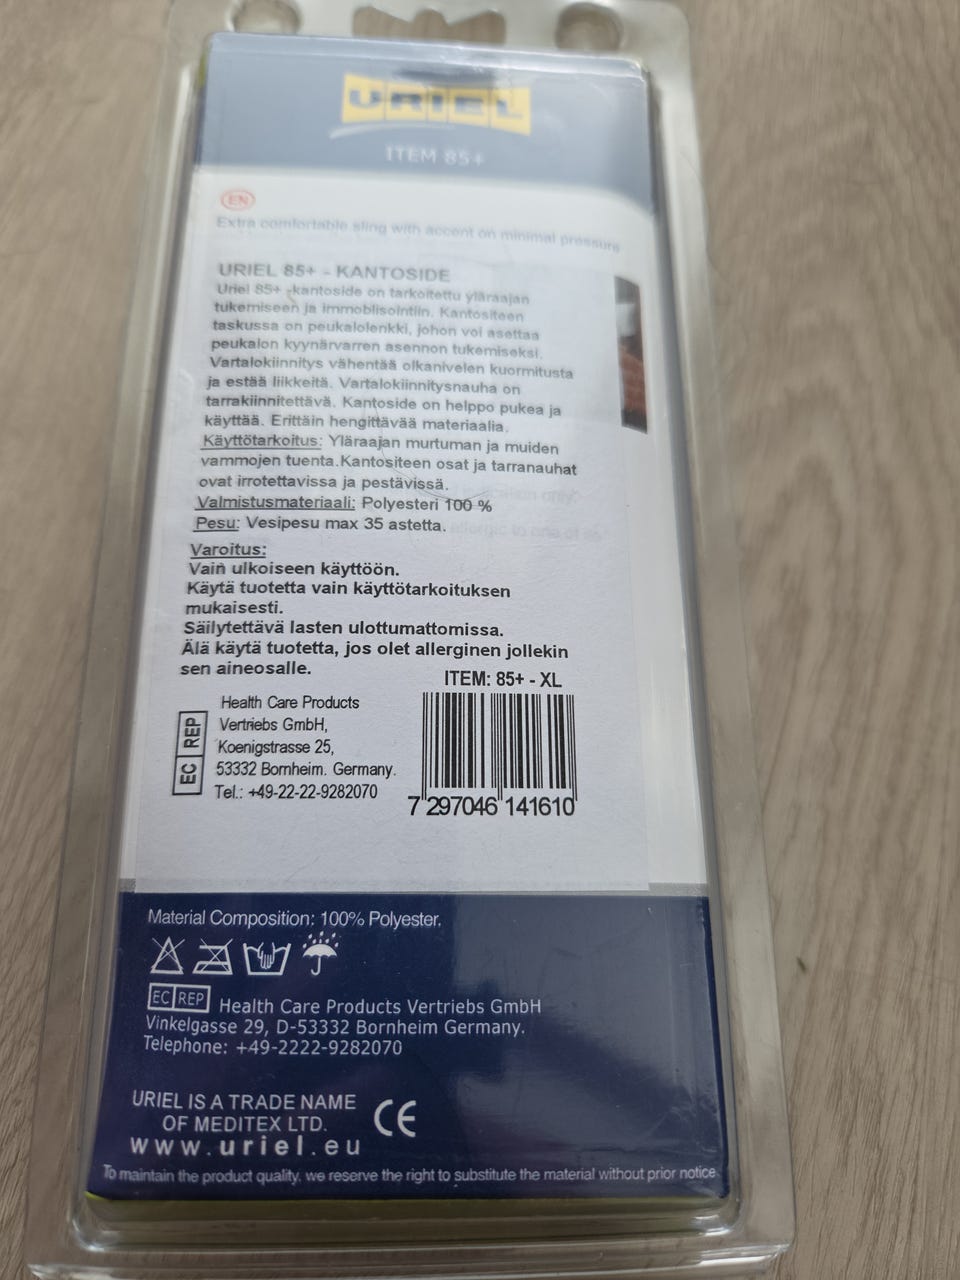 URIEL
ITEM 85+
EN
Extra comfortable sling with accent on minimal pressure
URIEL 85+ - KANTOSIDE
Uriel 85+ -kantoside on tarkoitettu yläraajan
tukemiseen ja immoblisointiin. Kantositeen
taskussa on peukalolenkki, johon voi asettaa
peukalon kyynärvarren asennon tukemiseksi.
Vartalokiinnitys vähentää olkanivelen kuormitusta
ja estää liikkeitä. Vartalokiinnitysnauha on
tarrakiinnitettävä. Kantoside on helppo pukea ja
käyttää. Erittäin hengittävää materiaalia.
Käyttötarkoitus: Yläraajan murtuman ja muiden
vammojen tuenta.Kantositeen osat ja tarranauhat
ovat irrotettavissa ja pestävissä.
Valmistusmateriaali: Polyesteri 100 %
Pesu: Vesipesu max 35 astetta.
Varoitus:
Vain ulkoiseen käyttöön.
Käytä tuotetta vain käyttötarkoituksen
mukaisesti.
Säilytettävä lasten ulottumattomissa.
Älä käytä tuotetta, jos olet allerginen jollekin
sen aineosalle.
ITEM: 85+ - XL
EC REP
Health Care Products
Vertriebs GmbH,
Koenigstrasse 25,
53332 Bornheim. Germany.
Tel.: +49-22-22-9282070
7 297046 141610
Material Composition: 100% Polyester.
EC REP Health Care Products Vertriebs GmbH
Vinkelgasse 29, D-53332 Bornheim Germany.
Telephone: +49-2222-9282070
URIEL IS A TRADE NAME
OF MEDITEX LTD.
CE
www.uriel.eu
To maintain the product quality, we reserve the right to substitute the material without prior notice